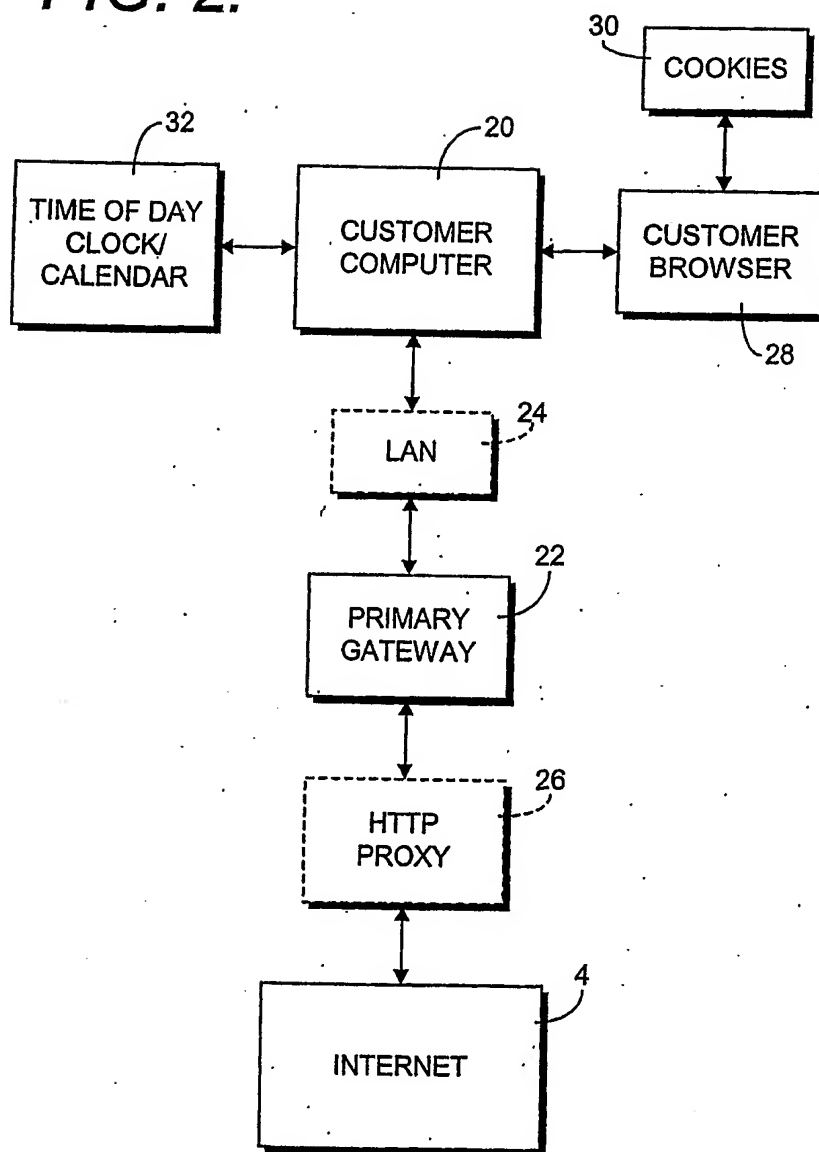 FIG. 2.
30
COOKIES
32
20
TIME OF DAY
CLOCK/
CALENDAR
CUSTOMER
COMPUTER
CUSTOMER
BROWSER
28
24
LAN
22
PRIMARY
GATEWAY
26
HTTP
PROXY
4
INTERNET